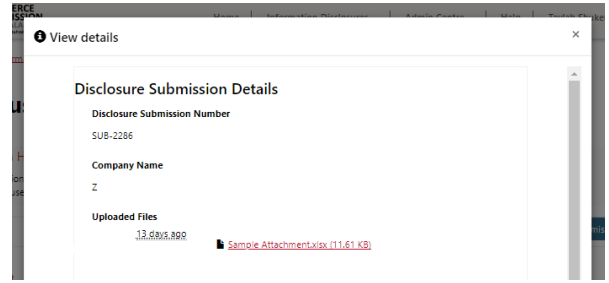 ERCE
Home Information Disclosures Admin Centre Help
View details
×
Disclosure Submission Details
Disclosure Submission Number
SUB-2286
Company Name
Z
Uploaded Files
13 days ago
Sample Attachment.xlsx (11.61 KB)